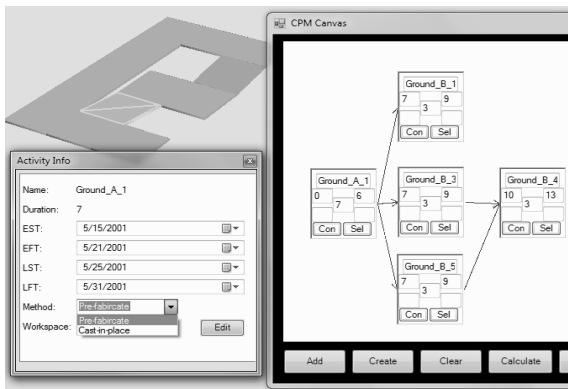 CPM Canvas
Ground_B_1
7 9
3
Con Sel
Ground_A_1
0 6
7
Con Sel
Ground_B_3
7 9
3
Con Sel
Ground_B_4
10 13
3
Con Sel
Ground_B_5
7 9
3
Con Sel
Add Create Clear Calculate
Activity Info
Name: Ground_A_1
Duration: 7
EST: 5/15/2001
EFT: 5/21/2001
LST: 5/25/2001
LFT: 5/31/2001
Method: Pre-fabircate
Pre-fabircate
Cast-in-place
Workspace: Edit